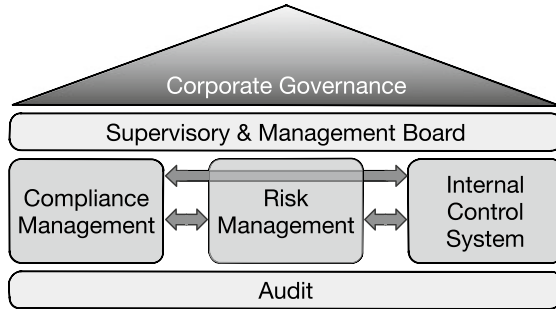 Corporate Governance
Supervisory & Management Board
Compliance
Management
Risk
Management
Internal
Control
System
Audit